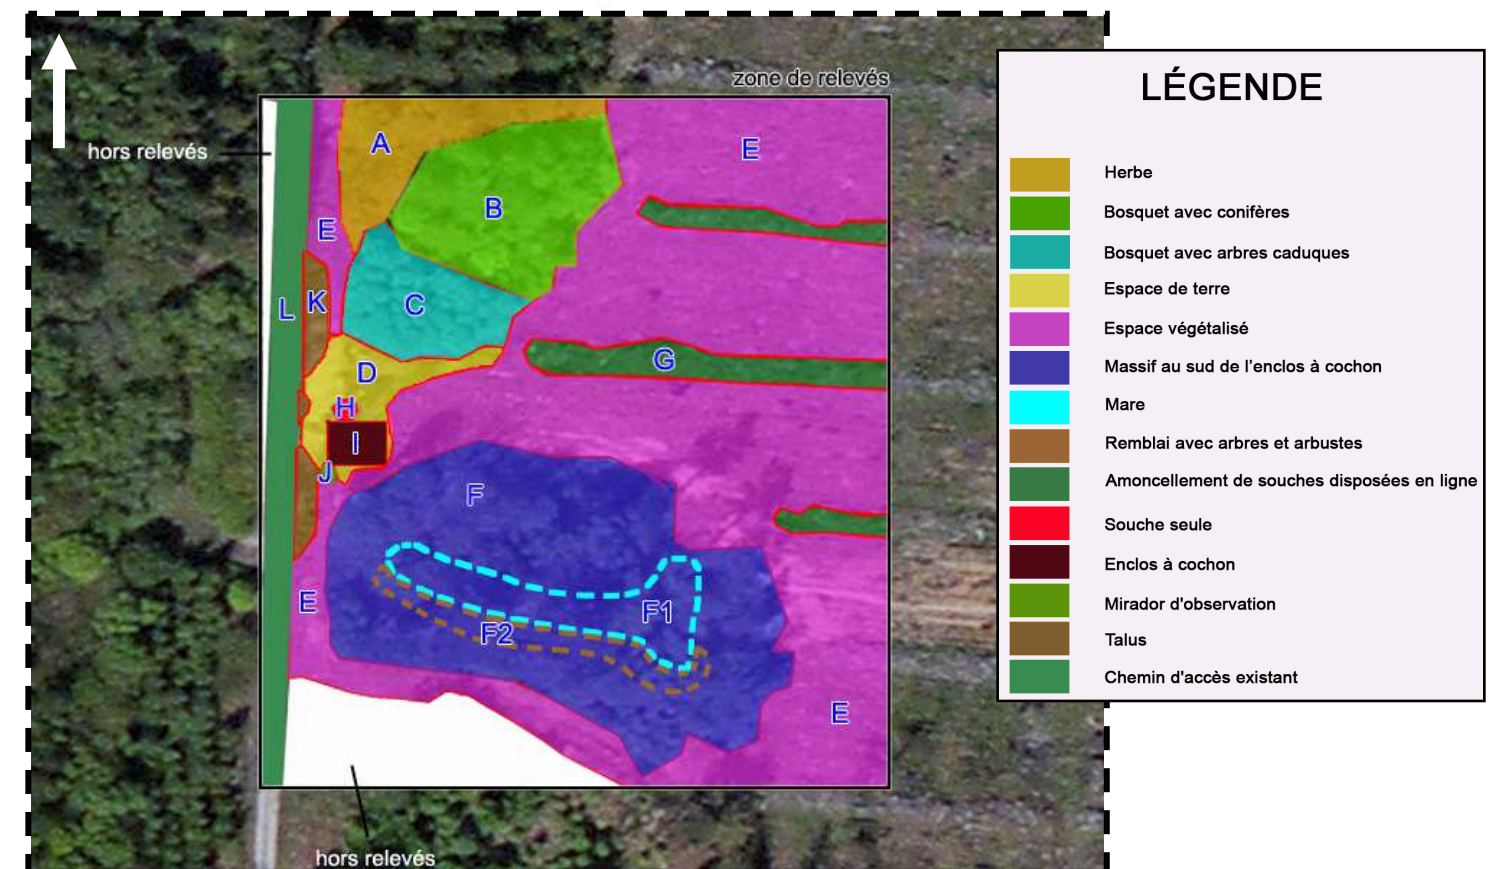 zone de relevés
hors relevés
A
E
B
E
C
L
K
D
G
H
I
J
F
E
F1
F2
E
hors relevés
LÉGENDE
Herbe
Bosquet avec conifères
Bosquet avec arbres caduques
Espace de terre
Espace végétalisé
Massif au sud de l'enclos à cochon
Mare
Remblai avec arbres et arbustes
Amoncellement de souches disposées en ligne
Souche seule
Enclos à cochon
Mirador d'observation
Talus
Chemin d'accès existant